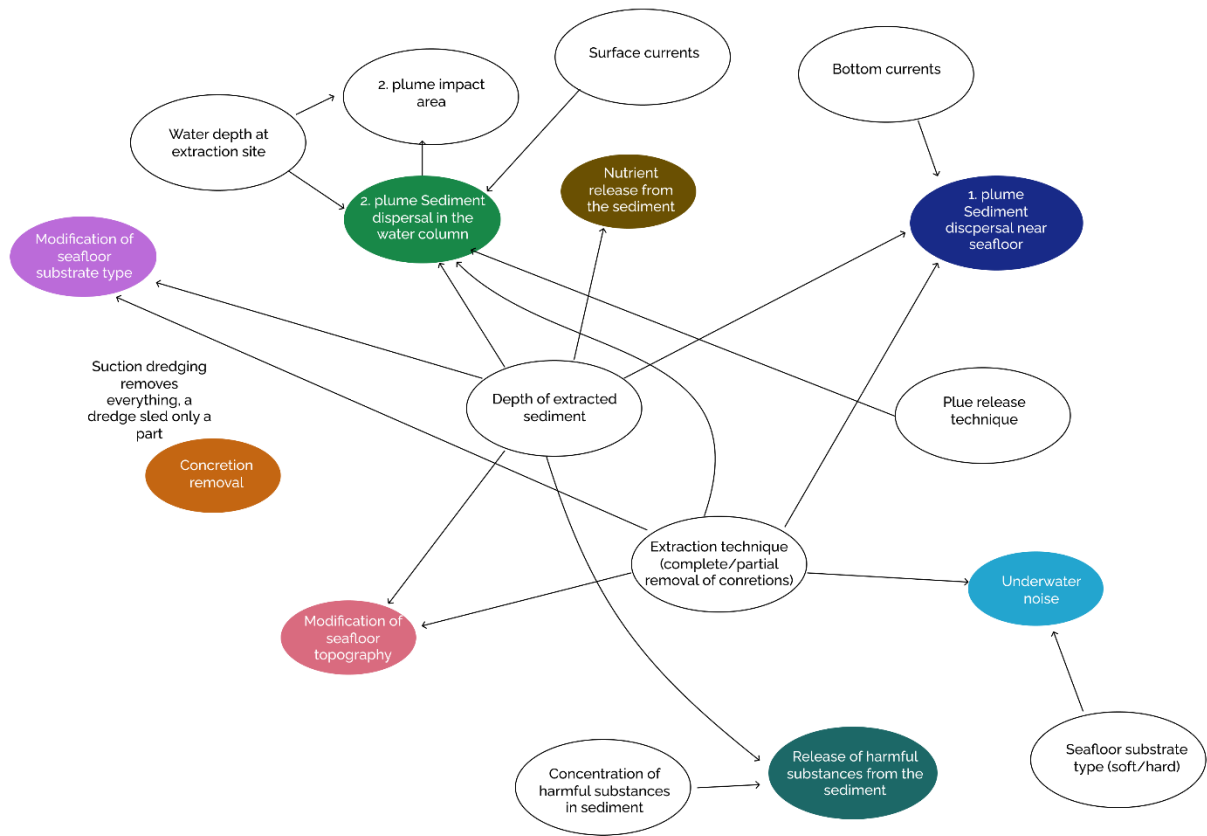 Surface currents
Bottom currents
2. plume impact
area
Water depth at
extraction site
Nutrient
release from
the sediment
2. plume Sediment
dispersal in the
water column
1. plume
Sediment
discpersal near
seafloor
Modification of
seafloor
substrate type
Suction dredging
removes
everything, a
dredge sled only a
part
Depth of extracted
sediment
Plue release
technique
Concretion
removal
Extraction technique
(complete/partial
removal of conretions)
Underwater
noise
Modification of
seafloor
topography
Seafloor substrate
type (soft/hard)
Concentration of
harmful substances
in sediment
Release of harmful
substances from the
sediment